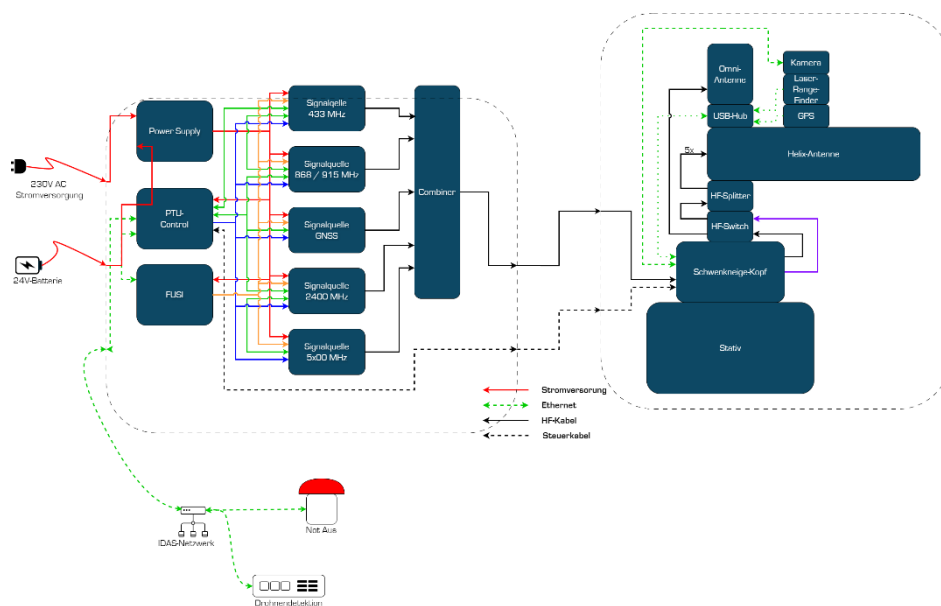 230V AC
Stromversorgung
24V-Batterie
Power Supply
PTU-
Control
FUSI
Signalquelle
433 MHz
Signalquelle
868 / 915 MHz
Signalquelle
GNSS
Signalquelle
2400 MHz
Signalquelle
5x00 MHz
Combiner
Omni-
Antenne
Kamera
Laser-
Range-
Finder
USB-Hub
GPS
5x
Helix-Antenne
HF-Splitter
HF-Switch
Schwenkneige-Kopf
Stativ
Stromversorung
Ethernet
HF-Kabel
Steuerkabel
IDAS-Netzwerk
Not Aus
Drohnendetektion